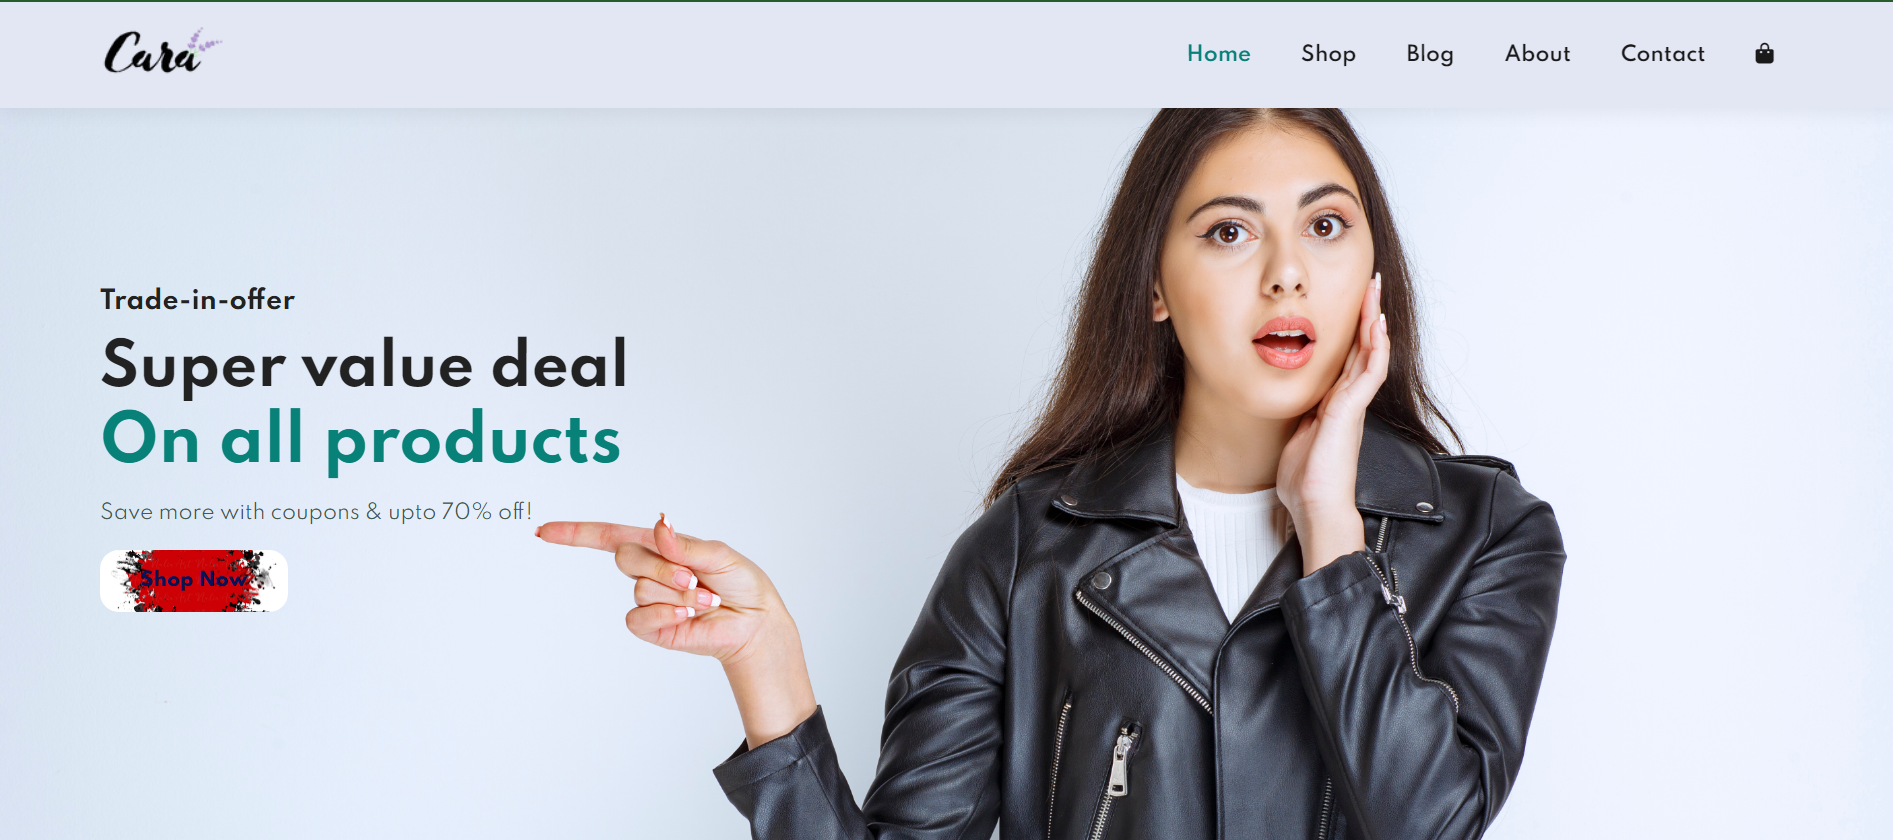 Cara
Home Shop Blog About Contact
Trade-in-offer
Super value deal
On all products
Save more with coupons & upto 70% off!
Shop Now